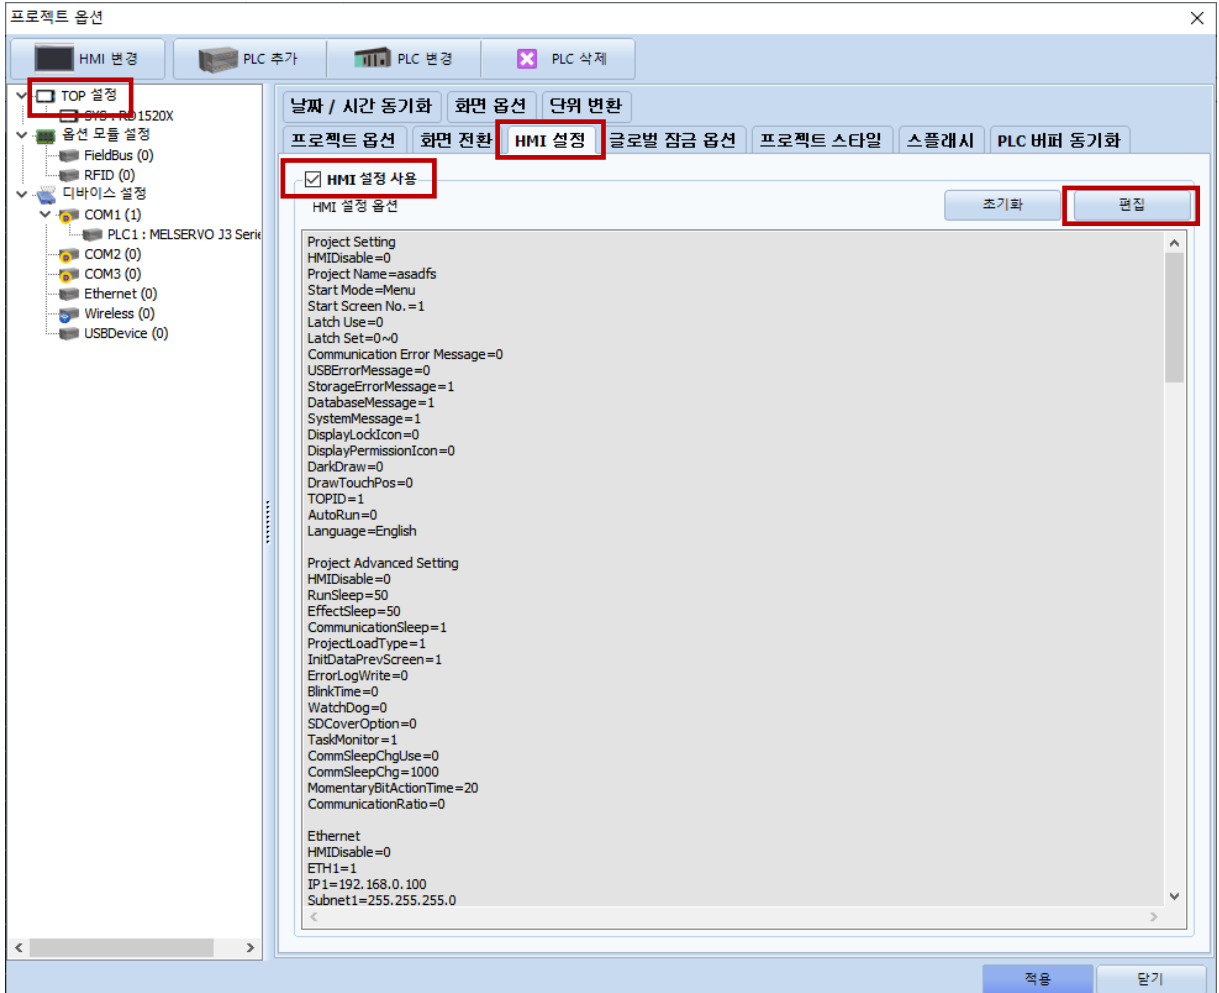 프로젝트 옵션
HMI 변경
PLC 추가
PLC 변경
PLC 삭제
TOP 설정
SYS : RD1520X
옵션 모듈 설정
FieldBus (0)
RFID (0)
디바이스 설정
COM1 (1)
PLC1 : MELSERVO J3 Serie
COM2 (0)
COM3 (0)
Ethernet (0)
Wireless (0)
USBDevice (0)
날짜 / 시간 동기화
화면 옵션
단위 변환
프로젝트 옵션
화면 전환
HMI 설정
글로벌 잠금 옵션
프로젝트 스타일
스플래시
PLC 버퍼 동기화
HMI 설정 사용
HMI 설정 옵션
초기화
편집
Project Setting
HMIDisable=0
Project Name=asadfs
Start Mode=Menu
Start Screen No.=1
Latch Use=0
Latch Set=0~0
Communication Error Message=0
USBErrorMessage=0
StorageErrorMessage=1
DatabaseMessage=1
SystemMessage=1
DisplayLockIcon=0
DisplayPermissionIcon=0
DarkDraw=0
DrawTouchPos=0
TOPID=1
AutoRun=0
Language=English
Project Advanced Setting
HMIDisable=0
RunSleep=50
EffectSleep=50
CommunicationSleep=1
ProjectLoadType=1
InitDataPrevScreen=1
ErrorLogWrite=0
BlinkTime=0
WatchDog=0
SDCoverOption=0
TaskMonitor=1
CommSleepChgUse=0
CommSleepChg=1000
MomentaryBitActionTime=20
CommunicationRatio=0
Ethernet
HMIDisable=0
ETH1=1
IP1=192.168.0.100
Subnet1=255.255.255.0
적용
닫기